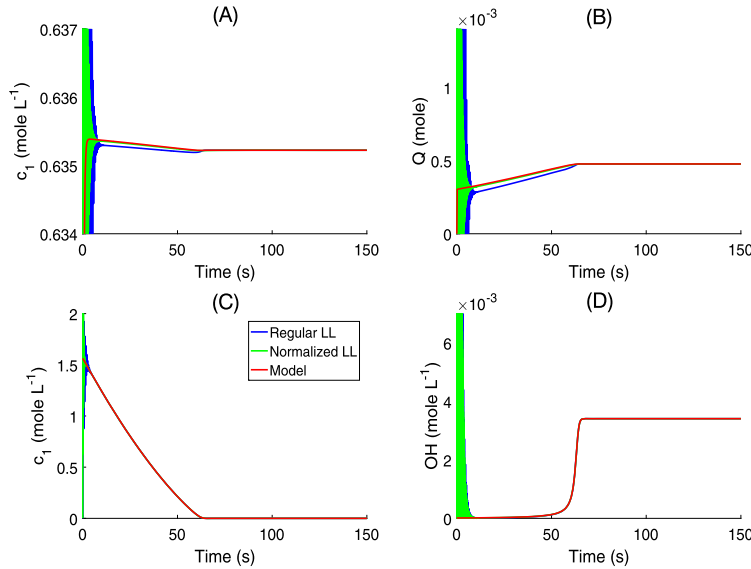 (A)
c₁ (mole L⁻¹)
0.637
0.636
0.635
0.634
0 50 100 150
Time (s)
(B)
×10⁻³
Q (mole)
1
0.5
0
0 50 100 150
Time (s)
(C)
c₁ (mole L⁻¹)
2
1.5
1
0.5
0
Regular LL
Normalized LL
Model
0 50 100 150
Time (s)
(D)
×10⁻³
OH (mole L⁻¹)
6
4
2
0
0 50 100 150
Time (s)